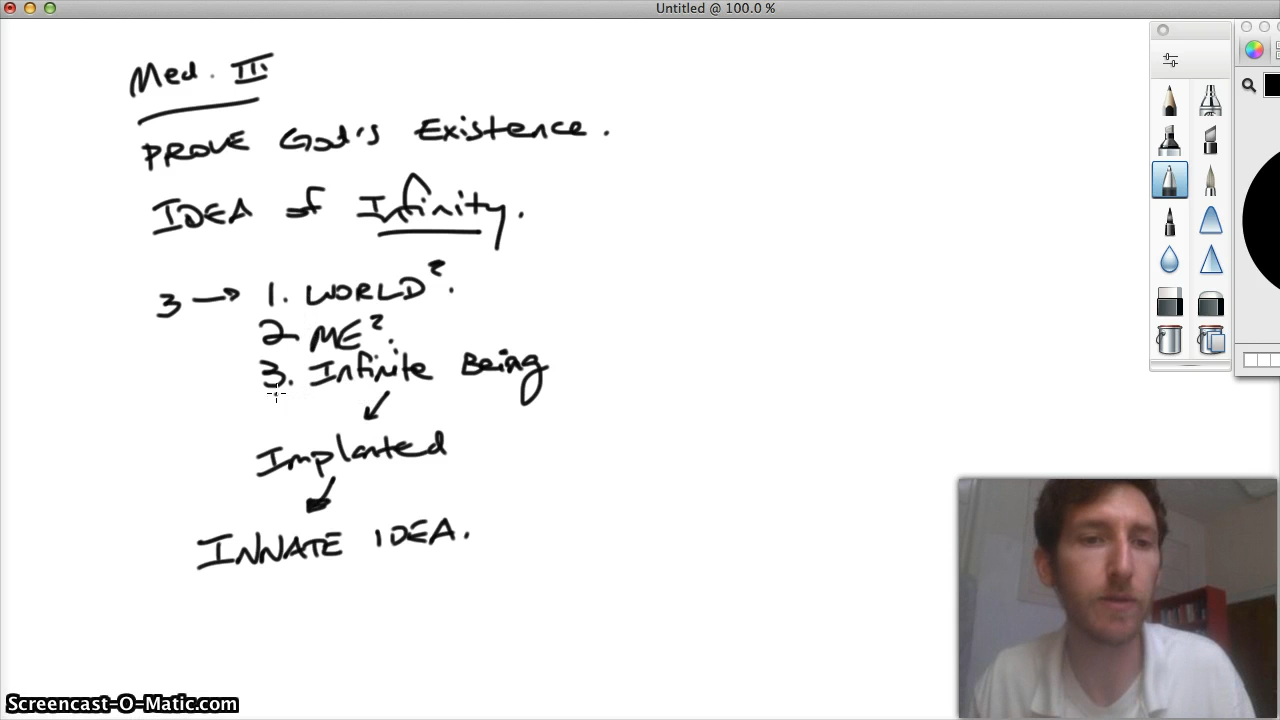 Untitled @ 100.0 %
Med. III.
PROVE God's Existence.
IDEA of Infinity.
3 → 1. WORLD?.
2 ME?.
3. Infinite Being
Implanted
INNATE IDEA.
Screencast-O-Matic.com